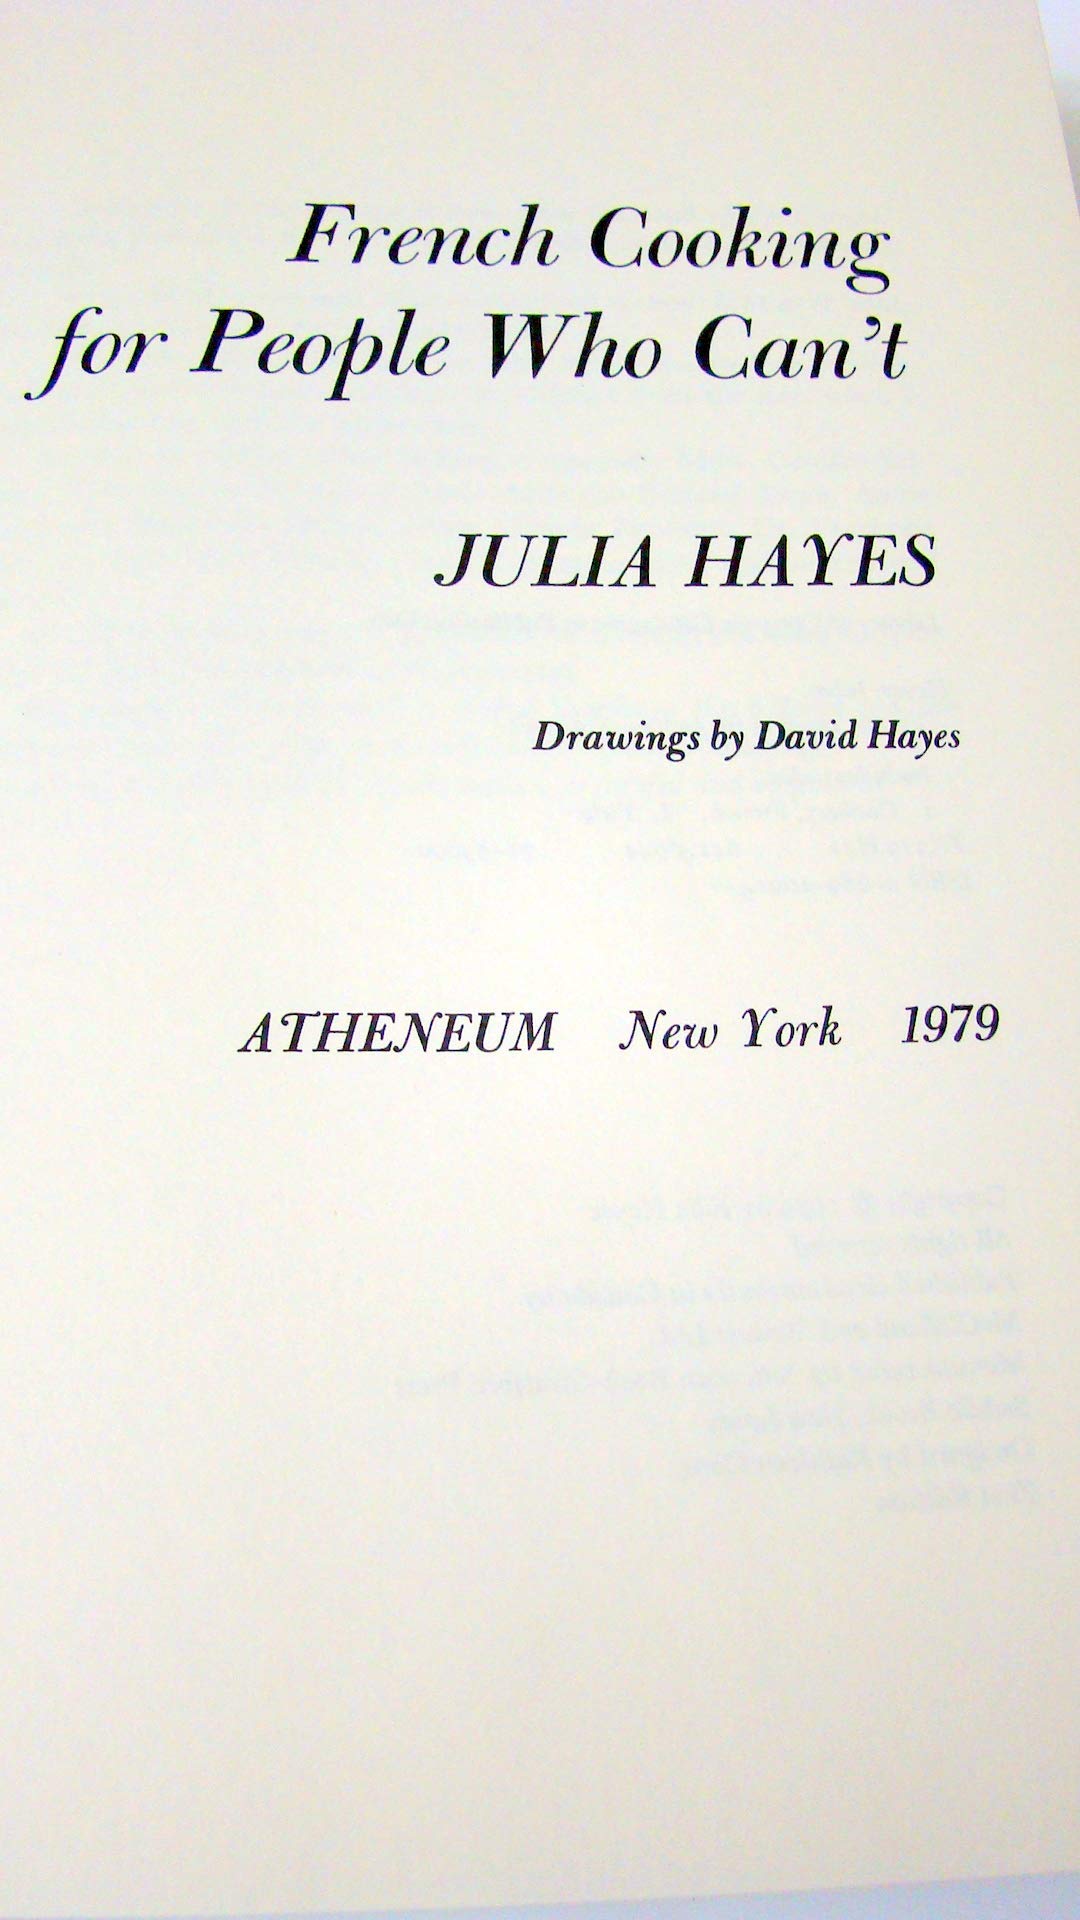 French Cooking
for People Who Can't
JULIA HAYES
Drawings by David Hayes
ATHENEUM New York 1979